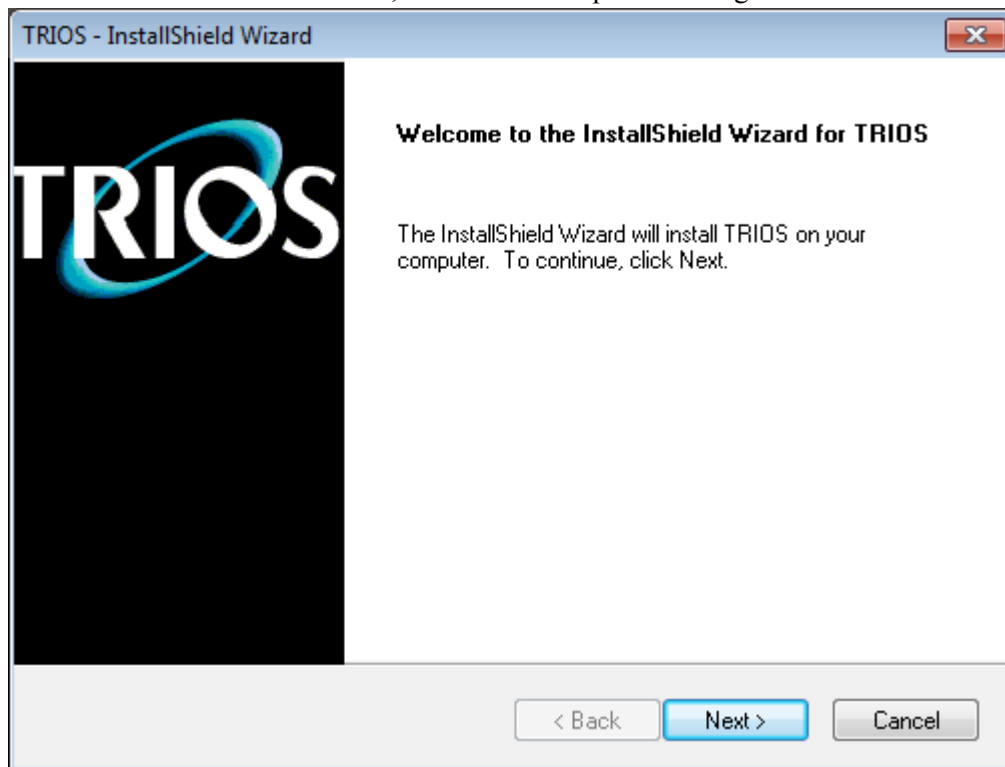 TRIOS - InstallShield Wizard
TRIOS
Welcome to the InstallShield Wizard for TRIOS
The InstallShield Wizard will install TRIOS on your
computer. To continue, click Next.
< Back
Next >
Cancel